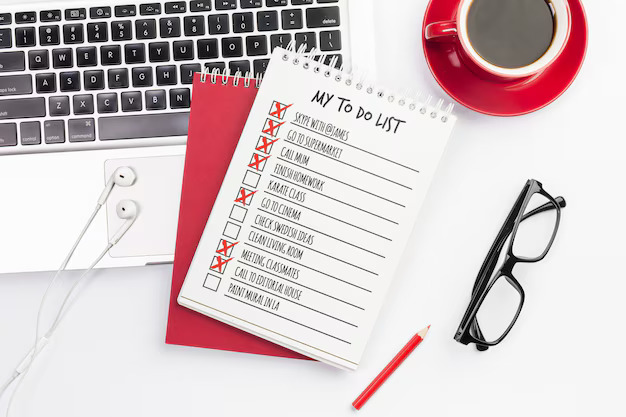 MY TO DO LIST
SKYPE WITH @JAMES
GO TO SUPERMARKET
CALL MUM
FINISH HOMEWORK
KARATE CLASS
GO TO CINEMA
CHECK SWEDISH IDEAS
CLEAN LIVING ROOM
MEETING CLASSMATES
CALL TO EDITORIAL HOUSE
PAINT MURAL IN LA